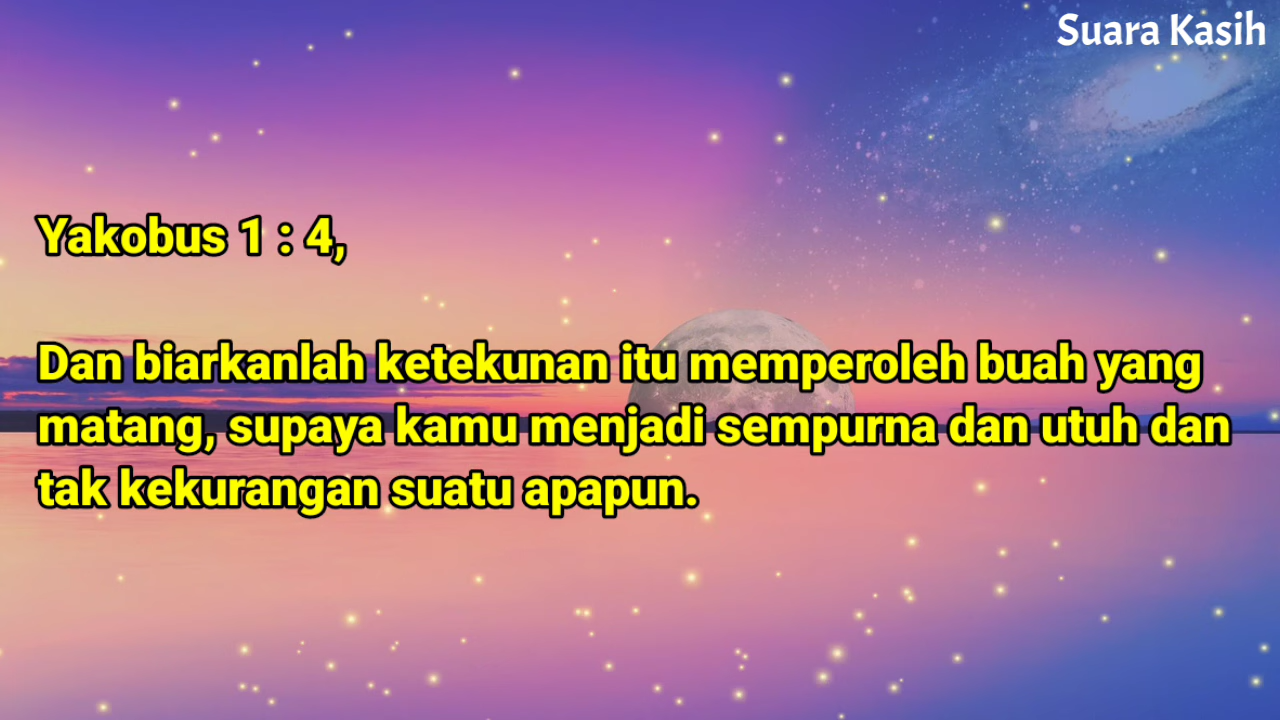 Suara Kasih
Yakobus 1 : 4,
Dan biarkanlah ketekunan itu memperoleh buah yang
matang, supaya kamu menjadi sempurna dan utuh dan
tak kekurangan suatu apapun.